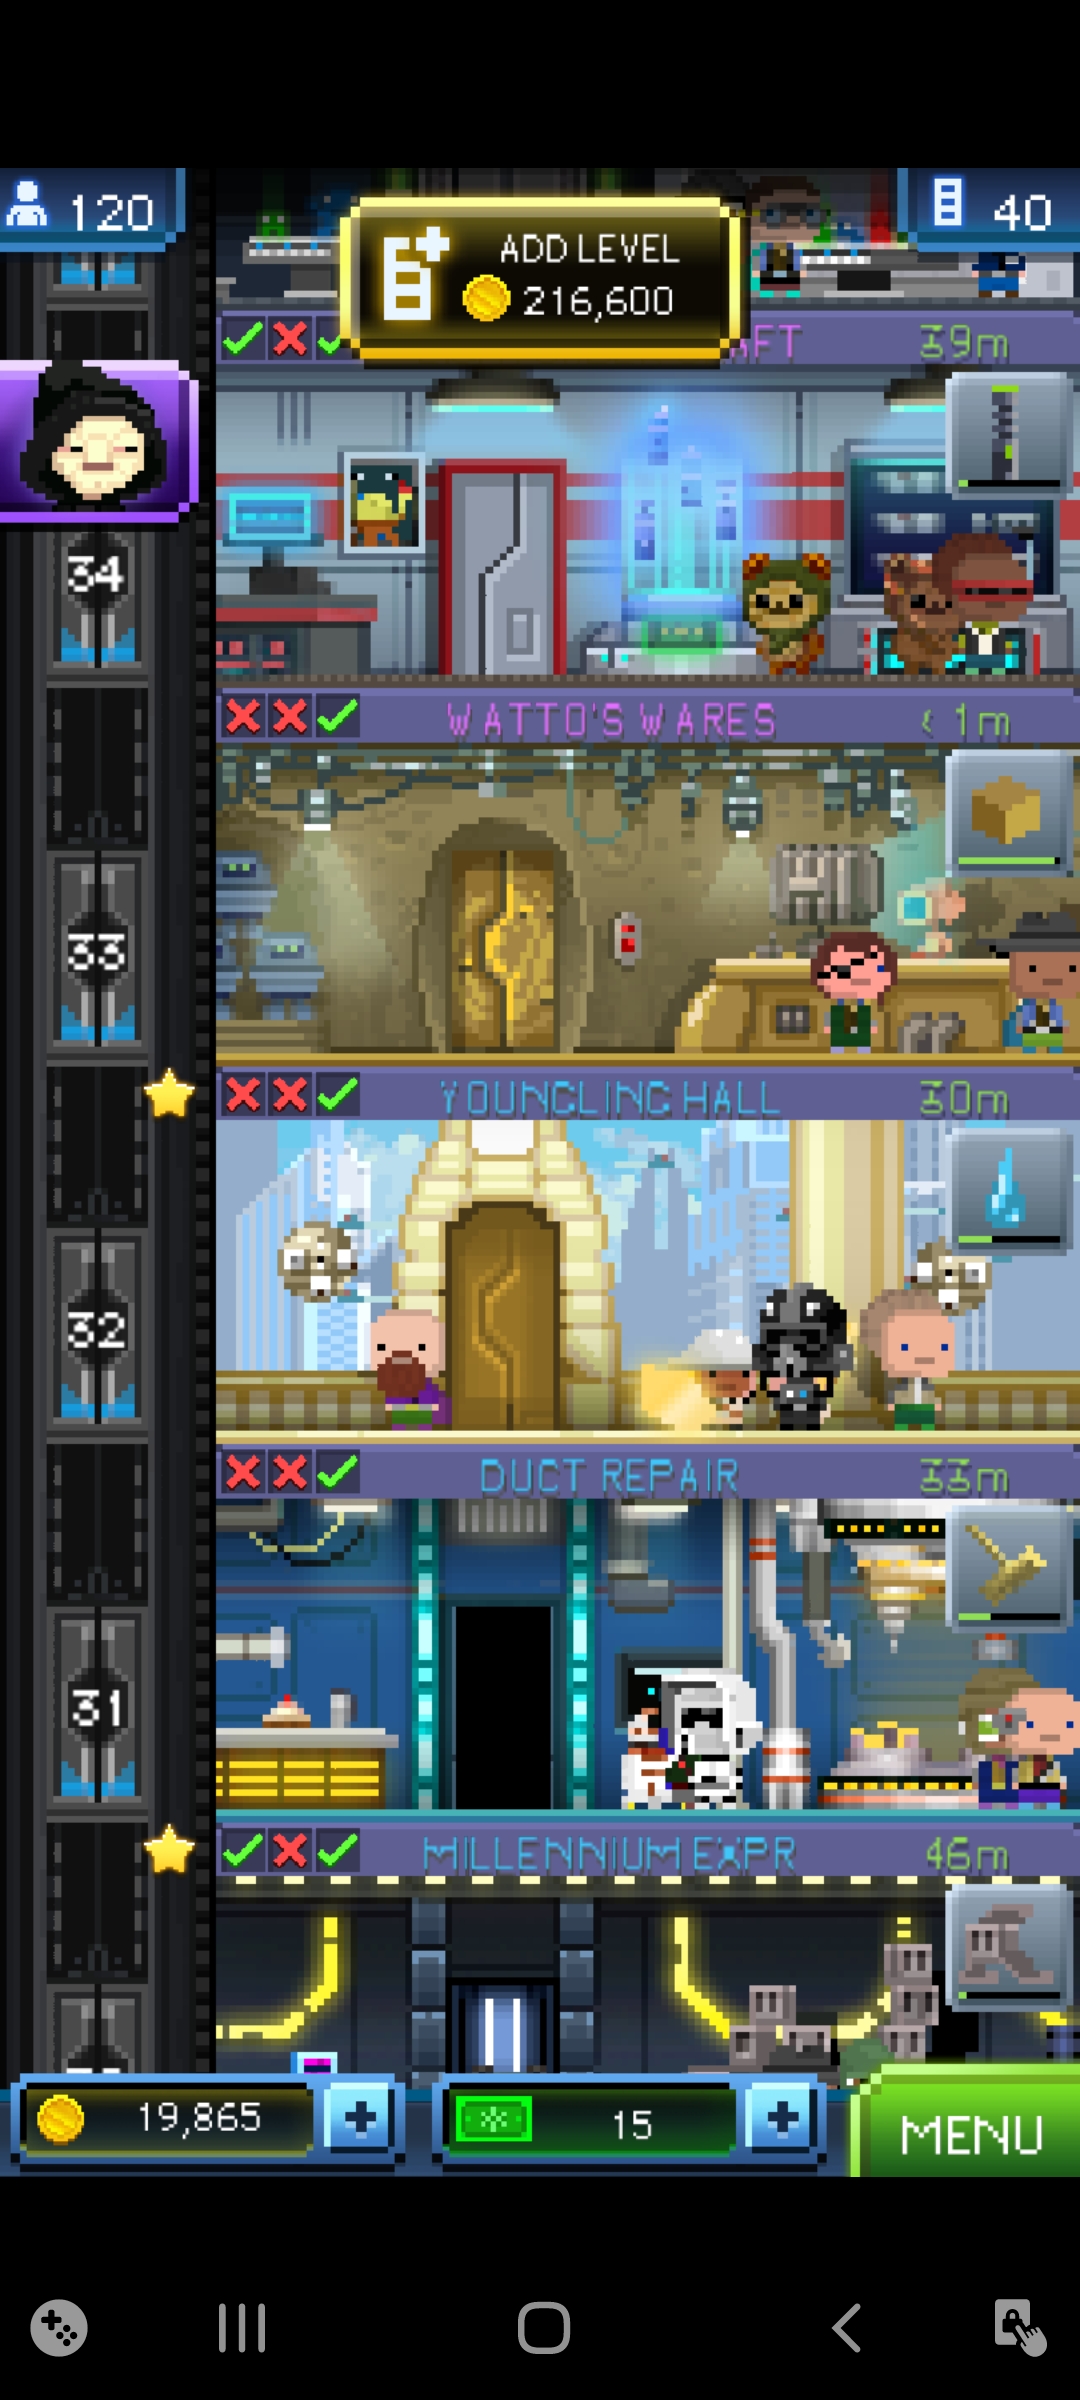 120
ADD LEVEL
216,600
40
AFT 39m
34
WATTO'S WARES < 1m
33
YOUNGLING HALL 30m
32
DUCT REPAIR 33m
31
MILLENNIUM EXPR 46m
19,865
15
MENU